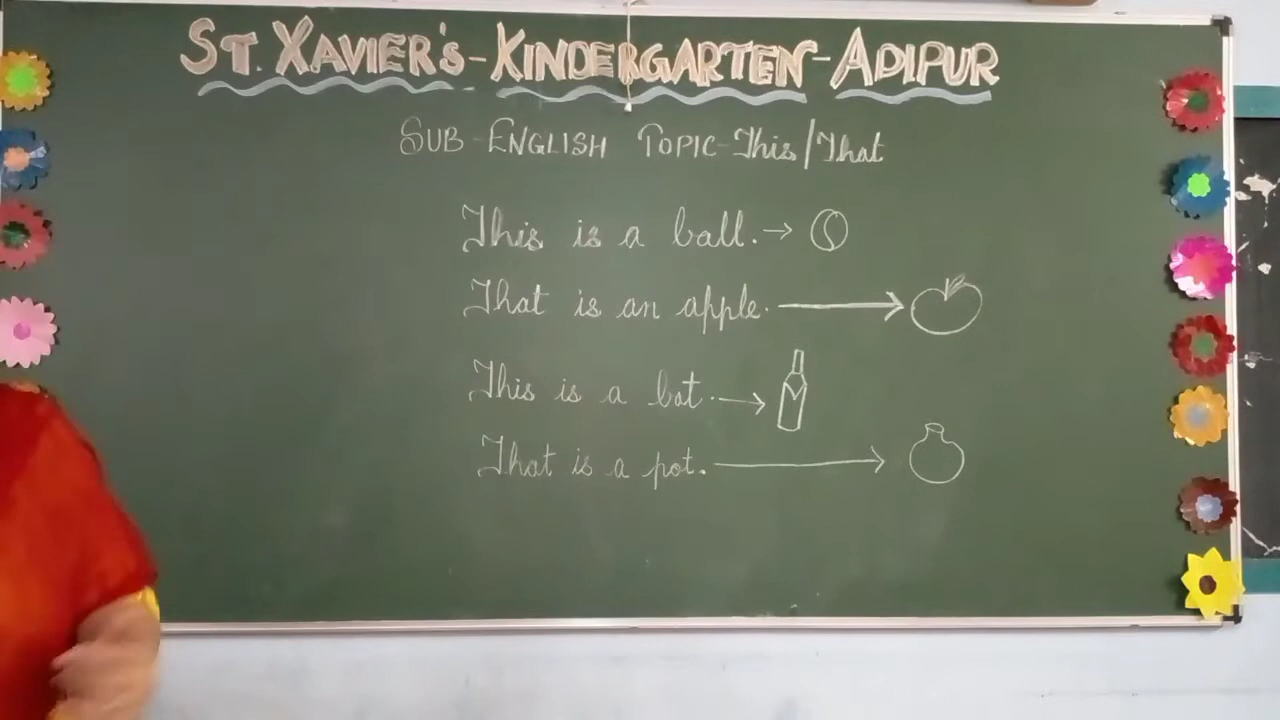 ST. XAVIER'S-KINDERGARTEN-ADIPUR
SUB-ENGLISH TOPIC-This/That
This is a ball.
That is an apple.
This is a bat.
That is a pot.